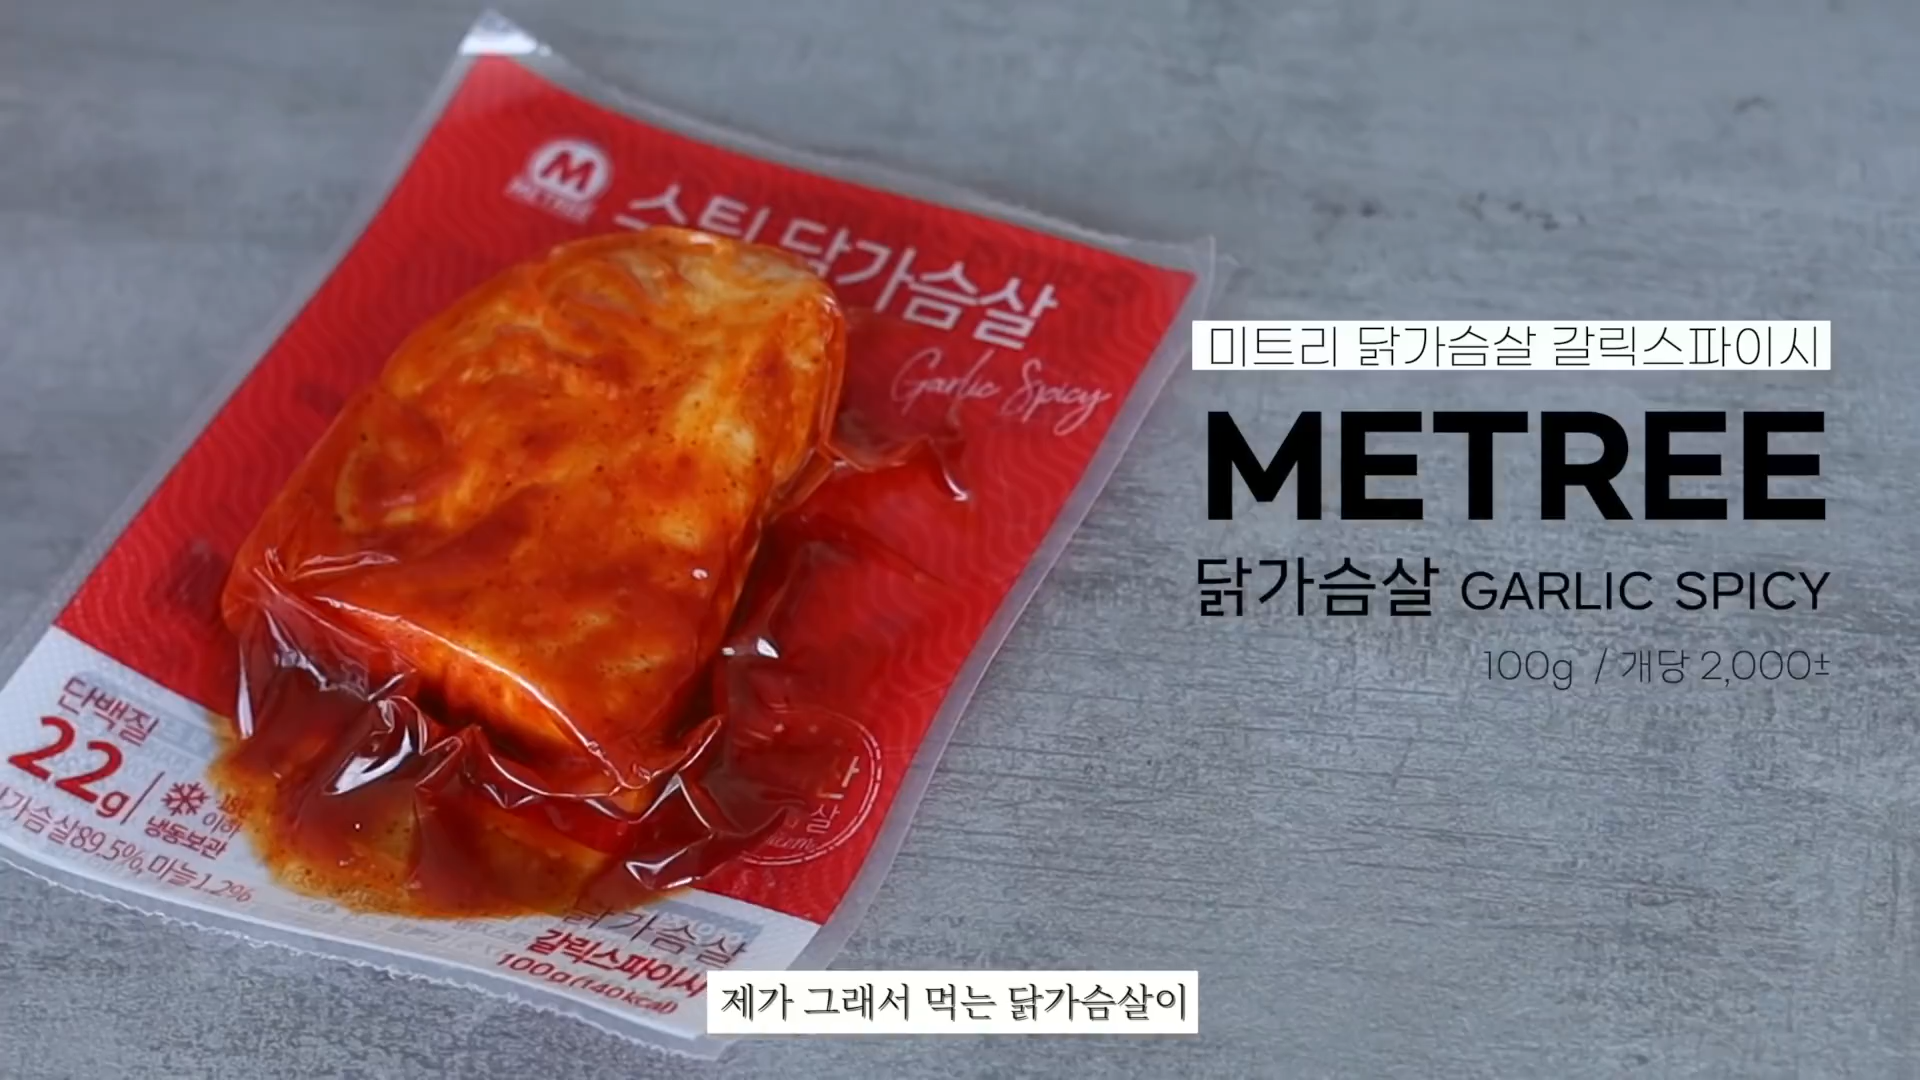 M
METREE
스팀 닭가슴살
Garlic Spicy
미트리 닭가슴살 갈릭스파이시
METREE
닭가슴살 GARLIC SPICY
100g / 개당 2,000±
단백질
22g
이하
냉동보관
가슴살89.5%, 마늘1.2%
닭가슴살
갈릭스파이시
100g(140kcal)
제가 그래서 먹는 닭가슴살이